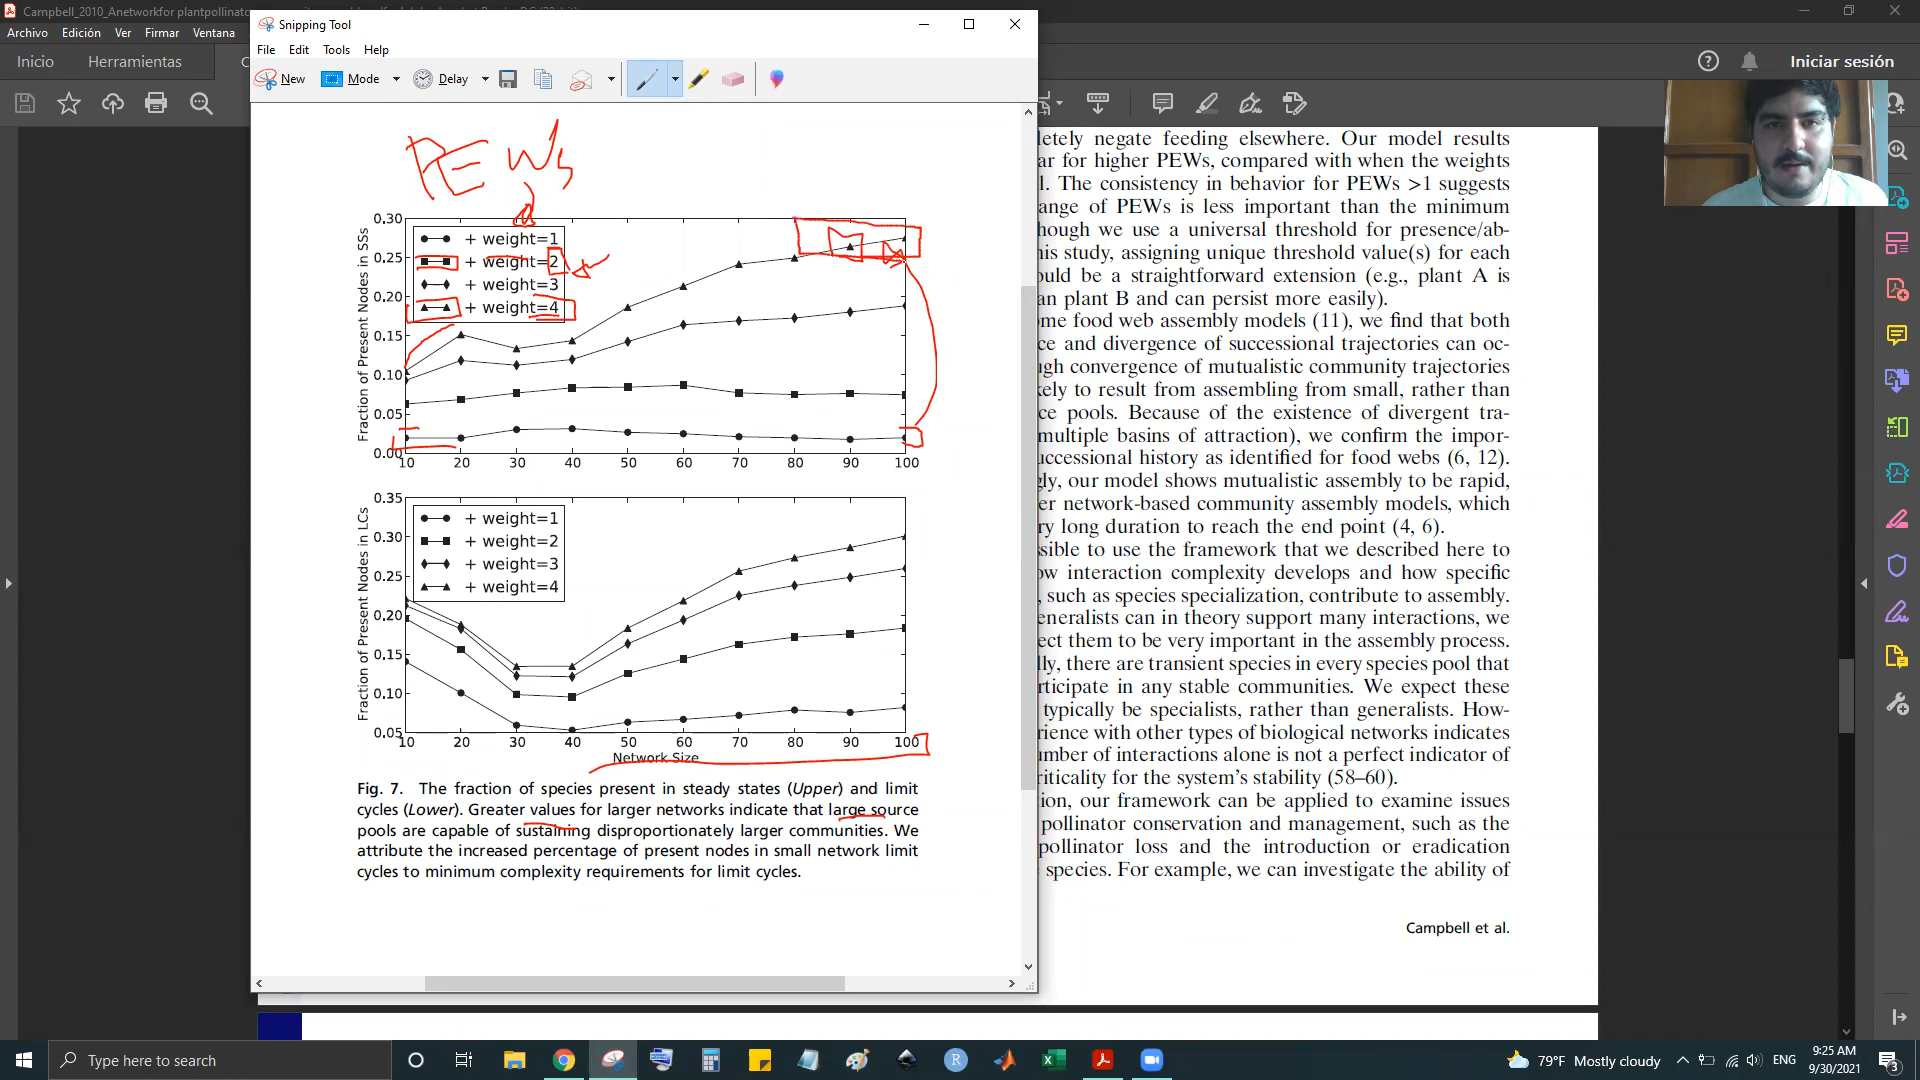 Campbell_2010_Anetworkfor plantpollinato
Archivo Edición Ver Firmar Ventana
Inicio Herramientas
Iniciar sesión
Snipping Tool
File Edit Tools Help
New Mode Delay
PEWs
Fraction of Present Nodes in SSs
0.30
0.25
0.20
0.15
0.10
0.05
0.00
+ weight=1
+ weight=2
+ weight=3
+ weight=4
10 20 30 40 50 60 70 80 90 100
Fraction of Present Nodes in LCs
0.35
0.30
0.25
0.20
0.15
0.10
0.05
+ weight=1
+ weight=2
+ weight=3
+ weight=4
10 20 30 40 50 60 70 80 90 100
Network Size
Fig. 7. The fraction of species present in steady states (Upper) and limit
cycles (Lower). Greater values for larger networks indicate that large source
pools are capable of sustaining disproportionately larger communities. We
attribute the increased percentage of present nodes in small network limit
cycles to minimum complexity requirements for limit cycles.
letely negate feeding elsewhere. Our model results
ar for higher PEWs, compared with when the weights
l. The consistency in behavior for PEWs >1 suggests
ange of PEWs is less important than the minimum
hough we use a universal threshold for presence/ab-
his study, assigning unique threshold value(s) for each
ould be a straightforward extension (e.g., plant A is
an plant B and can persist more easily).
ome food web assembly models (11), we find that both
ce and divergence of successional trajectories can oc-
ugh convergence of mutualistic community trajectories
kely to result from assembling from small, rather than
ce pools. Because of the existence of divergent tra-
multiple basins of attraction), we confirm the impor-
uccessional history as identified for food webs (6, 12).
gly, our model shows mutualistic assembly to be rapid,
er network-based community assembly models, which
ry long duration to reach the end point (4, 6).
ssible to use the framework that we described here to
ow interaction complexity develops and how specific
, such as species specialization, contribute to assembly.
eneralists can in theory support many interactions, we
ect them to be very important in the assembly process.
lly, there are transient species in every species pool that
rticipate in any stable communities. We expect these
typically be specialists, rather than generalists. How-
rience with other types of biological networks indicates
umber of interactions alone is not a perfect indicator of
riticality for the system's stability (58–60).
ion, our framework can be applied to examine issues
pollinator conservation and management, such as the
pollinator loss and the introduction or eradication
species. For example, we can investigate the ability of
Campbell et al.
Type here to search
79°F Mostly cloudy
ENG
9:25 AM
9/30/2021
3